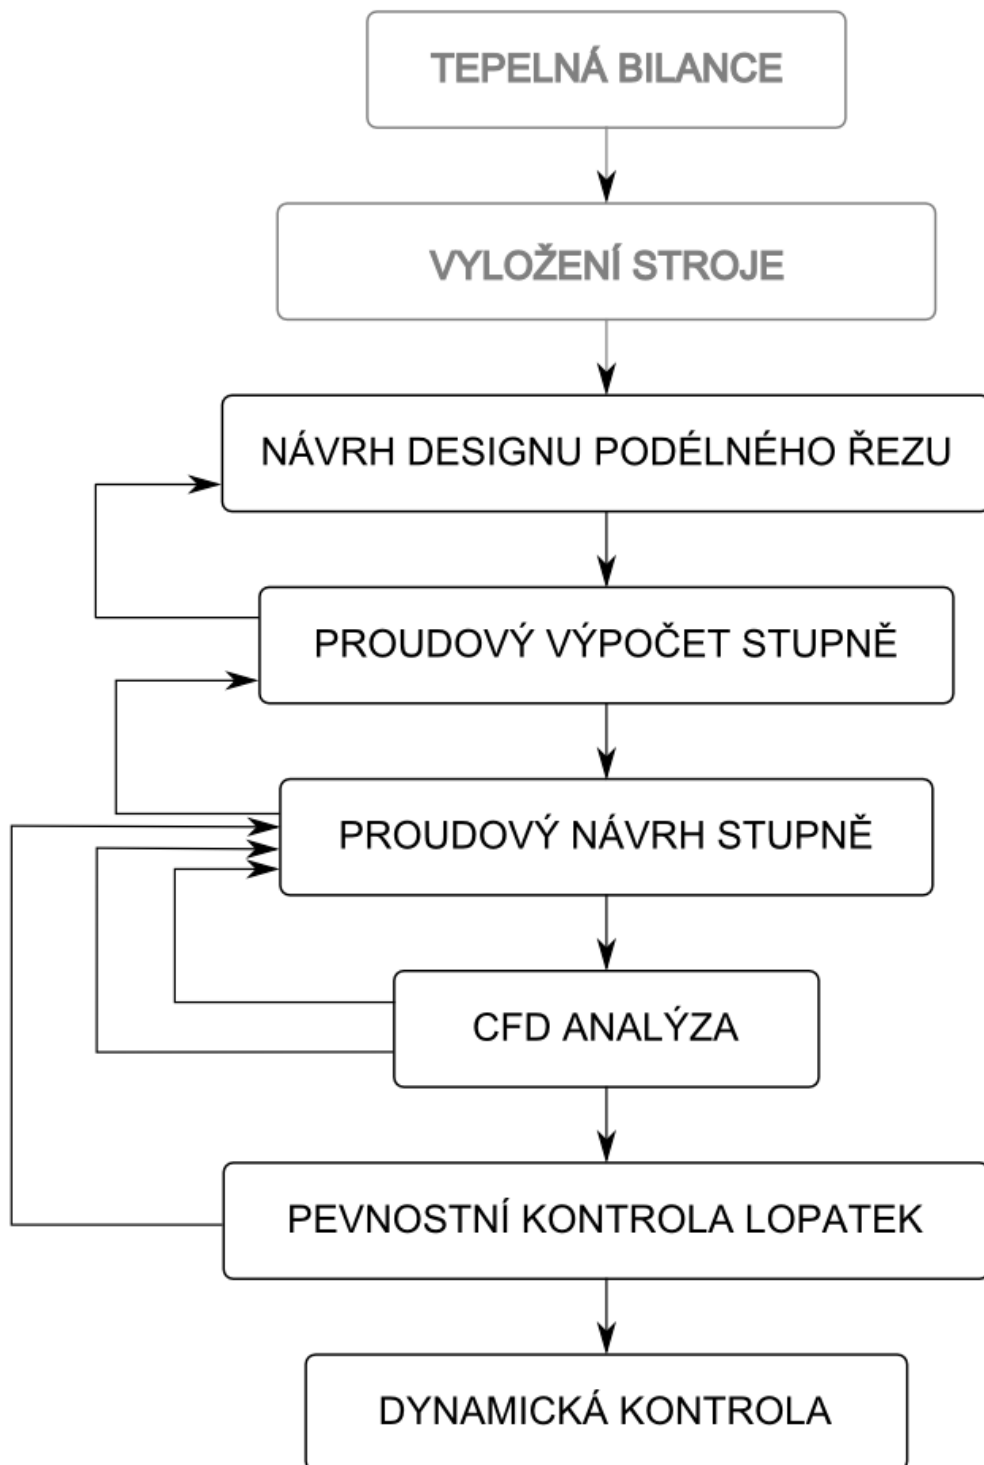 TEPELNÁ BILANCE
VYLOŽENÍ STROJE
NÁVRH DESIGNU PODÉLNÉHO ŘEZU
PROUDOVÝ VÝPOČET STUPNĚ
PROUDOVÝ NÁVRH STUPNĚ
CFD ANALÝZA
PEVNOSTNÍ KONTROLA LOPATEK
DYNAMICKÁ KONTROLA